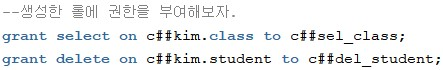 --생성한 롤에 권한을 부여해보자.
grant select on c##kim.class to c##sel_class;
grant delete on c##kim.student to c##del_student;